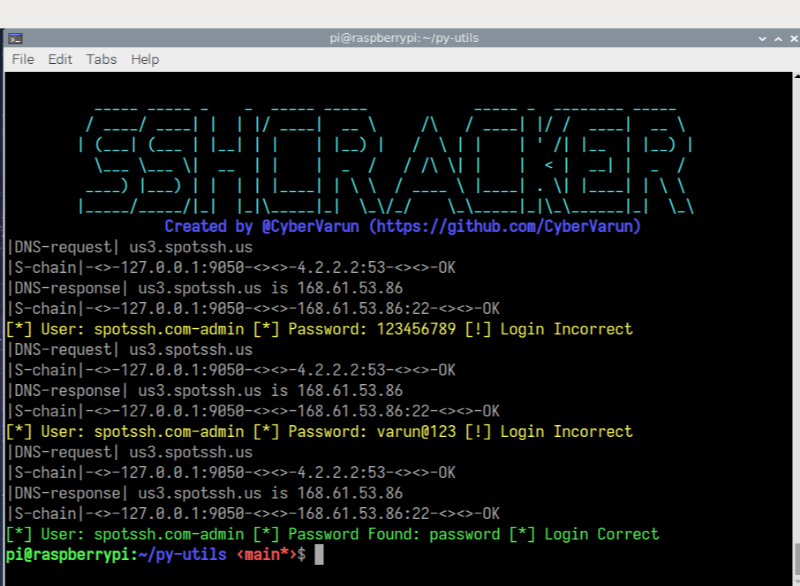 pi@raspberrypi:~/py-utils
File Edit Tabs Help
SSHCRACKER
Created by @CyberVarun (https://github.com/CyberVarun)
|DNS-request| us3.spotssh.us
|S-chain|-<>-127.0.0.1:9050-<><>-4.2.2.2:53-<><>-OK
|DNS-response| us3.spotssh.us is 168.61.53.86
|S-chain|-<>-127.0.0.1:9050-<><>-168.61.53.86:22-<><>-OK
[*] User: spotssh.com-admin [*] Password: 123456789 [!] Login Incorrect
|DNS-request| us3.spotssh.us
|S-chain|-<>-127.0.0.1:9050-<><>-4.2.2.2:53-<><>-OK
|DNS-response| us3.spotssh.us is 168.61.53.86
|S-chain|-<>-127.0.0.1:9050-<><>-168.61.53.86:22-<><>-OK
[*] User: spotssh.com-admin [*] Password: varun@123 [!] Login Incorrect
|DNS-request| us3.spotssh.us
|S-chain|-<>-127.0.0.1:9050-<><>-4.2.2.2:53-<><>-OK
|DNS-response| us3.spotssh.us is 168.61.53.86
|S-chain|-<>-127.0.0.1:9050-<><>-168.61.53.86:22-<><>-OK
[*] User: spotssh.com-admin [*] Password Found: password [*] Login Correct
pi@raspberrypi:~/py-utils <main*>$